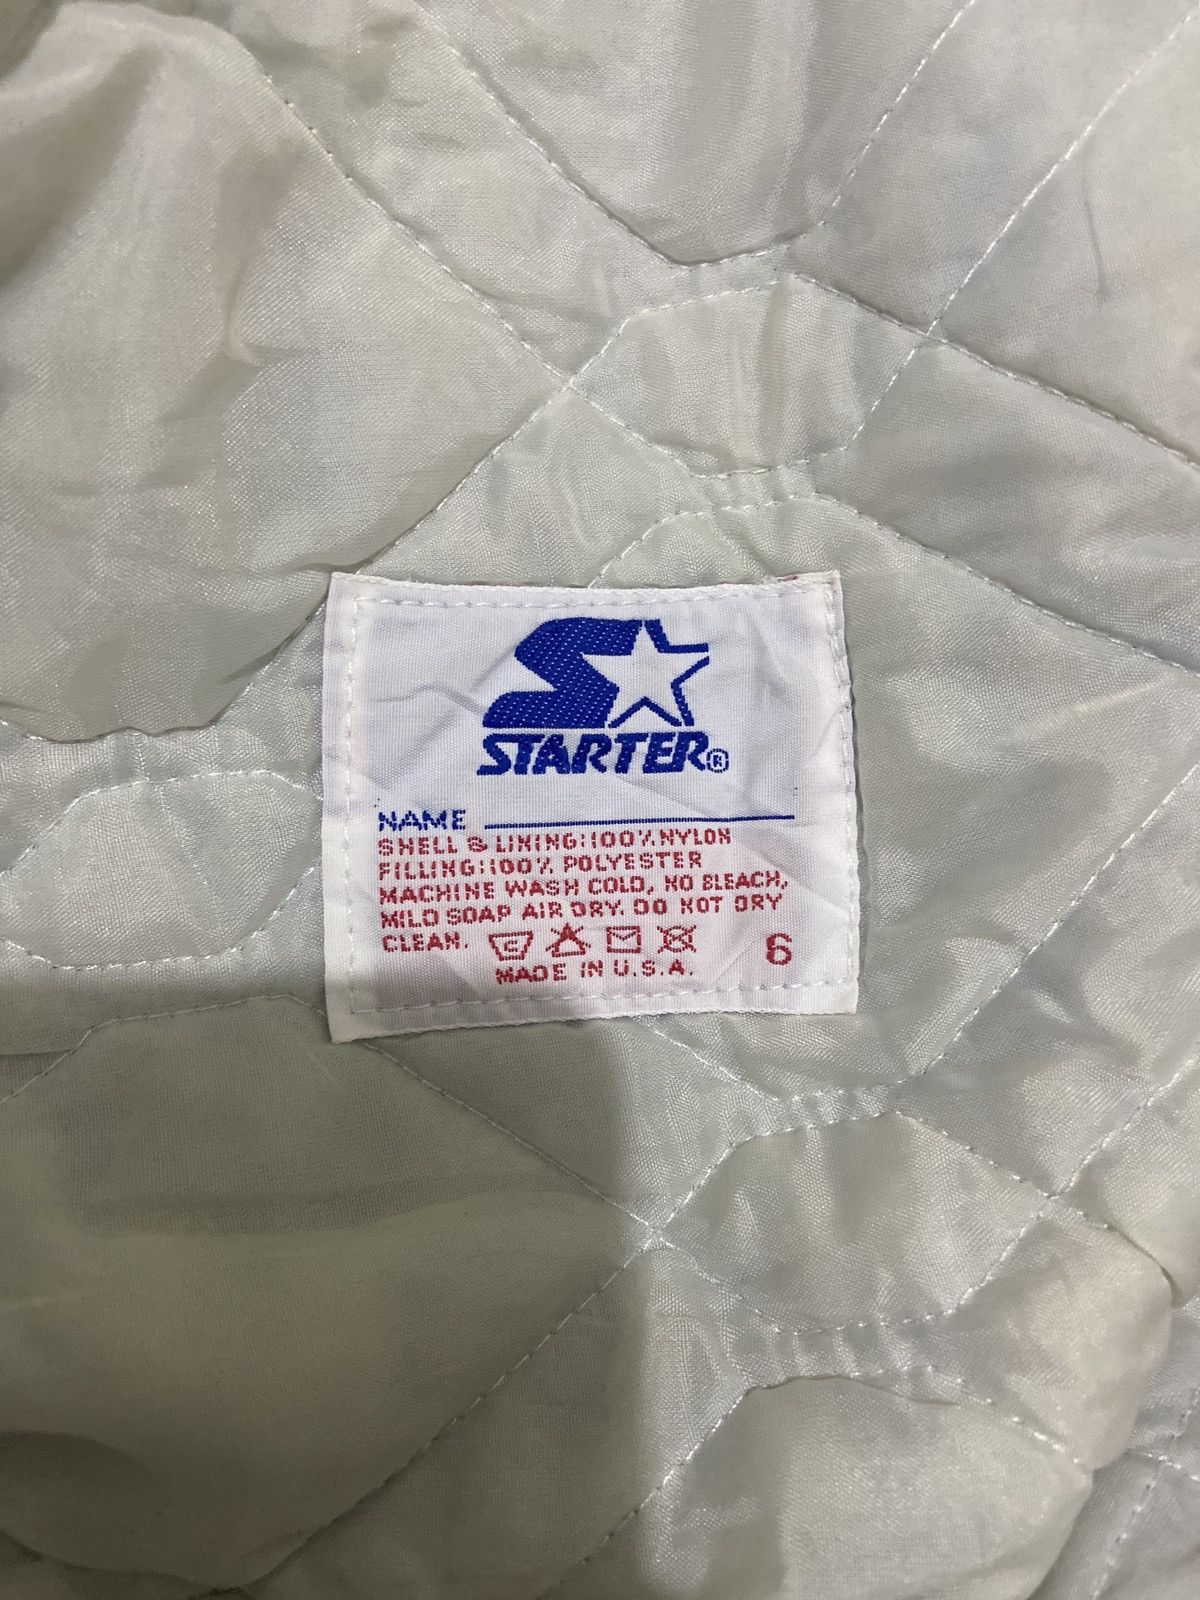 STARTER®
NAME
SHELL & LINING:100% NYLON
FILLING:100% POLYESTER
MACHINE WASH COLD, NO BLEACH,
MILD SOAP AIR DRY. DO NOT DRY
CLEAN. C 6
MADE IN U.S.A.